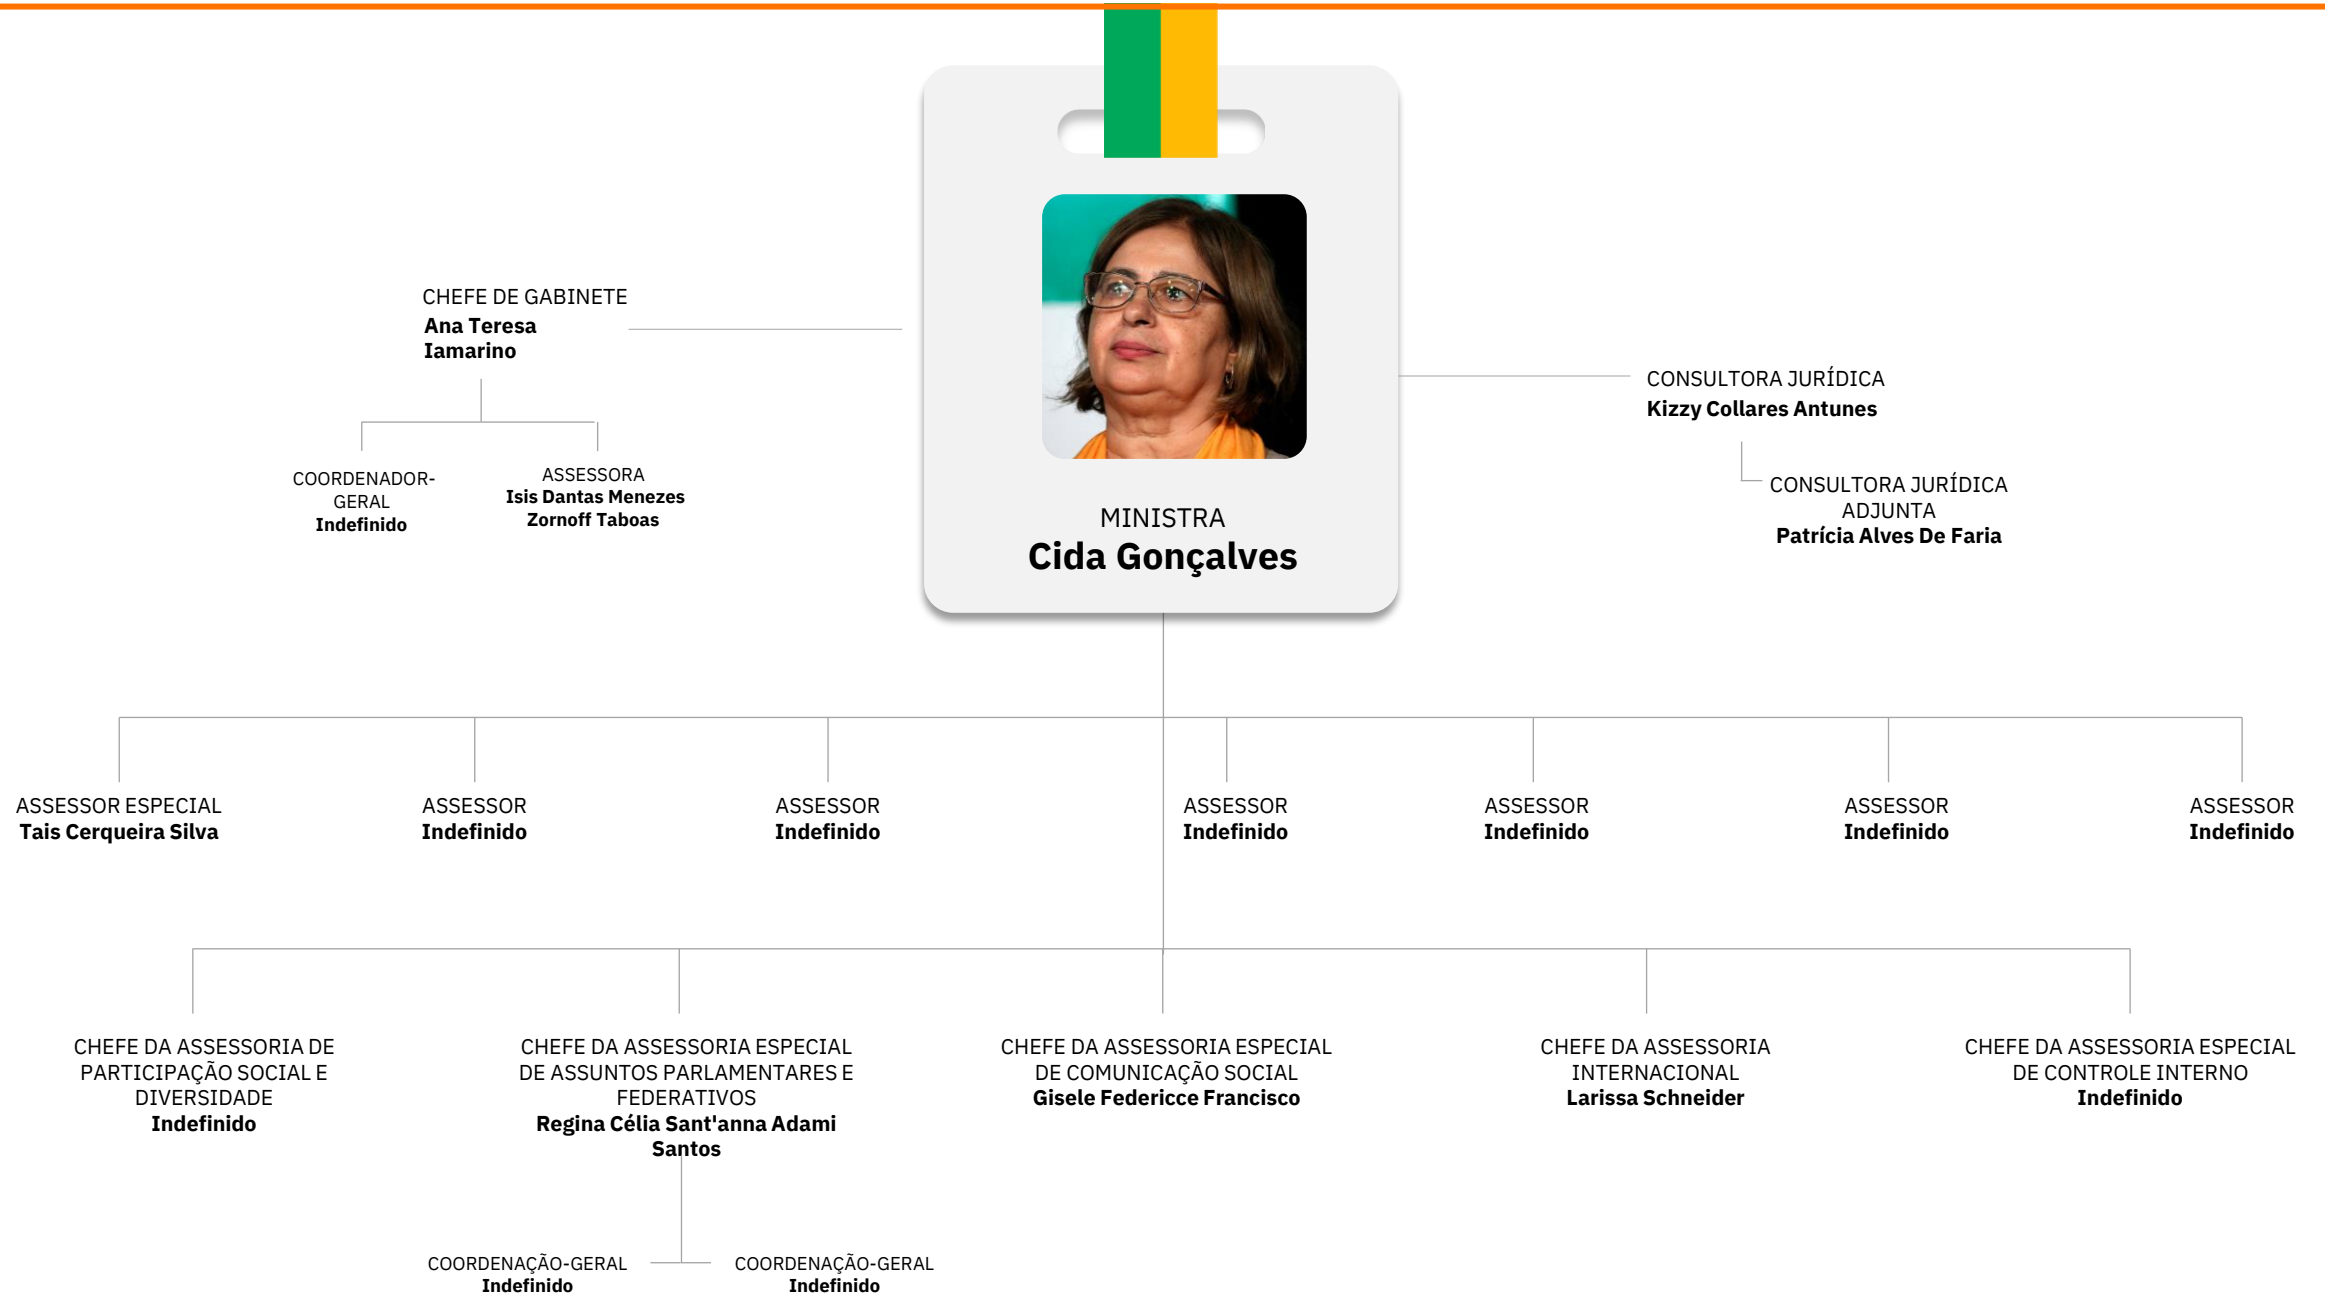 CHEFE DE GABINETE
Ana Teresa
Iamarino
COORDENADOR-
GERAL
Indefinido
ASSESSORA
Isis Dantas Menezes
Zornoff Taboas
MINISTRA
Cida Gonçalves
CONSULTORA JURÍDICA
Kizzy Collares Antunes
CONSULTORA JURÍDICA
ADJUNTA
Patrícia Alves De Faria
ASSESSOR ESPECIAL
Tais Cerqueira Silva
ASSESSOR
Indefinido
ASSESSOR
Indefinido
ASSESSOR
Indefinido
ASSESSOR
Indefinido
ASSESSOR
Indefinido
ASSESSOR
Indefinido
CHEFE DA ASSESSORIA DE
PARTICIPAÇÃO SOCIAL E
DIVERSIDADE
Indefinido
CHEFE DA ASSESSORIA ESPECIAL
DE ASSUNTOS PARLAMENTARES E
FEDERATIVOS
Regina Célia Sant'anna Adami
Santos
COORDENAÇÃO-GERAL
Indefinido
COORDENAÇÃO-GERAL
Indefinido
CHEFE DA ASSESSORIA ESPECIAL
DE COMUNICAÇÃO SOCIAL
Gisele Federicce Francisco
CHEFE DA ASSESSORIA
INTERNACIONAL
Larissa Schneider
CHEFE DA ASSESSORIA ESPECIAL
DE CONTROLE INTERNO
Indefinido